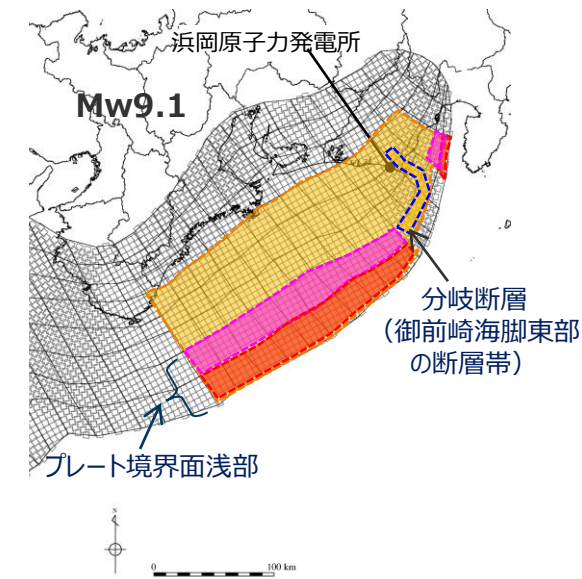 浜岡原子力発電所
Mw9.1
分岐断層
（御前崎海脚東部
の断層帯）
プレート境界面浅部
N
0 100 km